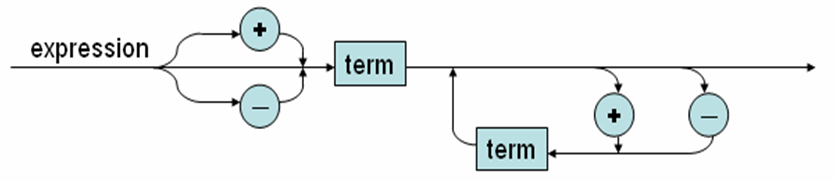 +
expression
term
−
+
−
term